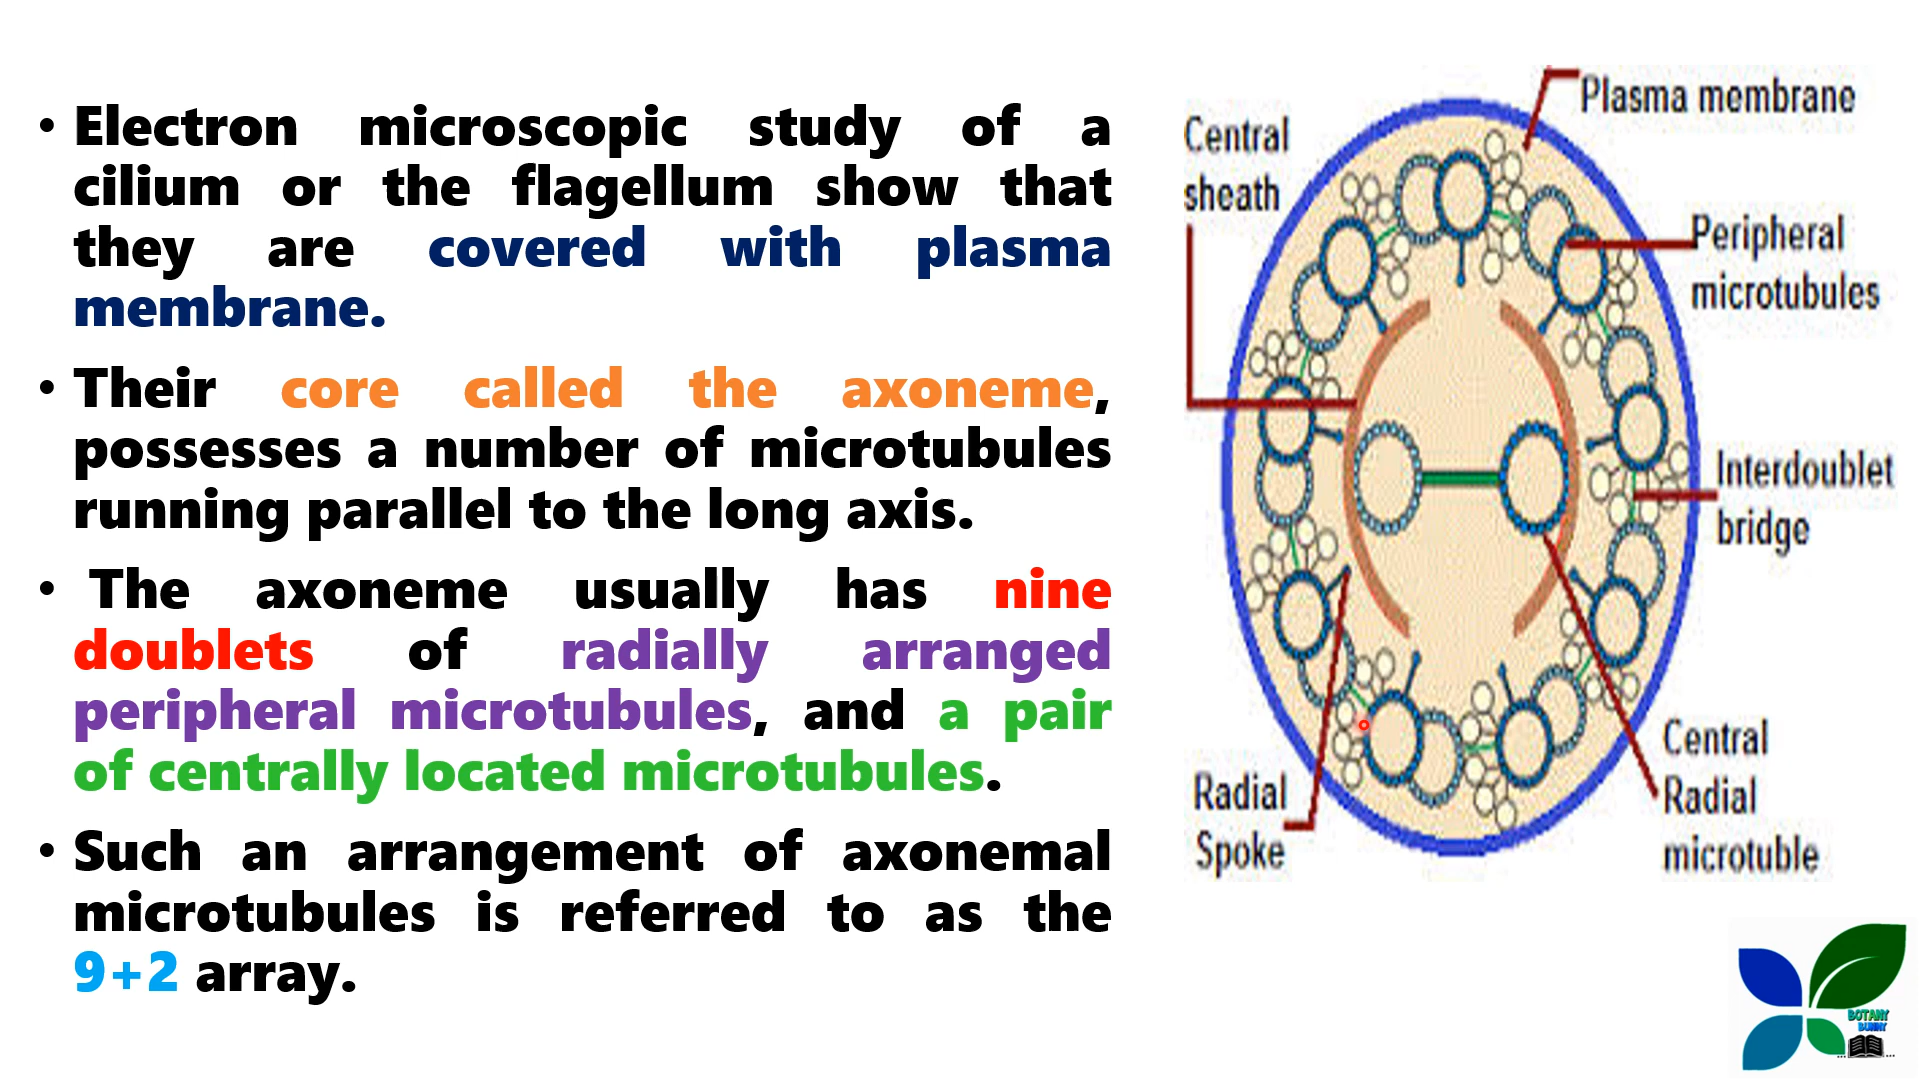 • Electron microscopic study of a
cilium or the flagellum show that
they are covered with plasma
membrane.
• Their core called the axoneme,
possesses a number of microtubules
running parallel to the long axis.
• The axoneme usually has nine
doublets of radially arranged
peripheral microtubules, and a pair
of centrally located microtubules.
• Such an arrangement of axonemal
microtubules is referred to as the
9+2 array.
Plasma membrane
Central
sheath
Peripheral
microtubules
Interdoublet
bridge
Central
Radial
microtuble
Radial
Spoke
BOTANY
BUNNY